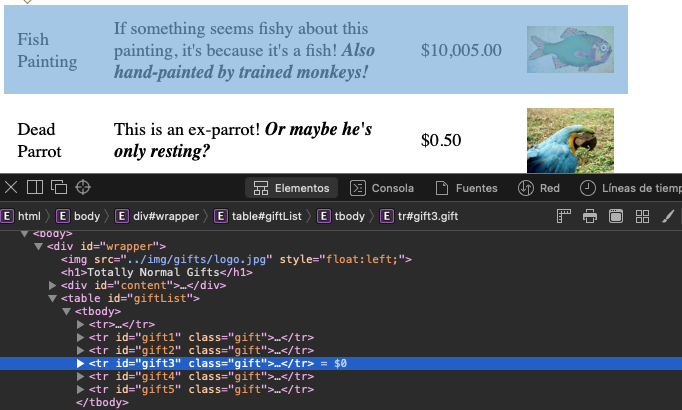 Fish
Painting
If something seems fishy about this
painting, it's because it's a fish! Also
hand-painted by trained monkeys!
$10,005.00
Dead
Parrot
This is an ex-parrot! Or maybe he's
only resting?
$0.50
Elementos
Consola
Fuentes
Red
Líneas de tiemp
E html
E body
E div#wrapper
E table#giftList
E tbody
E tr#gift3.gift
<body>
<div id="wrapper">
<img src="../img/gifts/logo.jpg" style="float:left;">
<h1>Totally Normal Gifts</h1>
<div id="content">…</div>
<table id="giftList">
<tbody>
<tr>…</tr>
<tr id="gift1" class="gift">…</tr>
<tr id="gift2" class="gift">…</tr>
<tr id="gift3" class="gift">…</tr> = $0
<tr id="gift4" class="gift">…</tr>
<tr id="gift5" class="gift">…</tr>
</tbody>